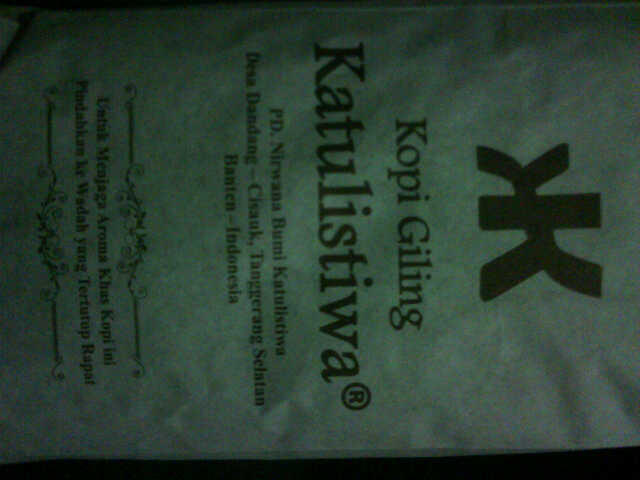 Kopi Giling
Katulistiwa®
PD. Nirwana Bumi Katulistiwa
Desa Dandang – Cisauk, Tanggerang Selatan
Banten – Indonesia
Untuk Menjaga Aroma Khas Kopi ini
Pindahkan ke Wadah yang Tertutup Rapat